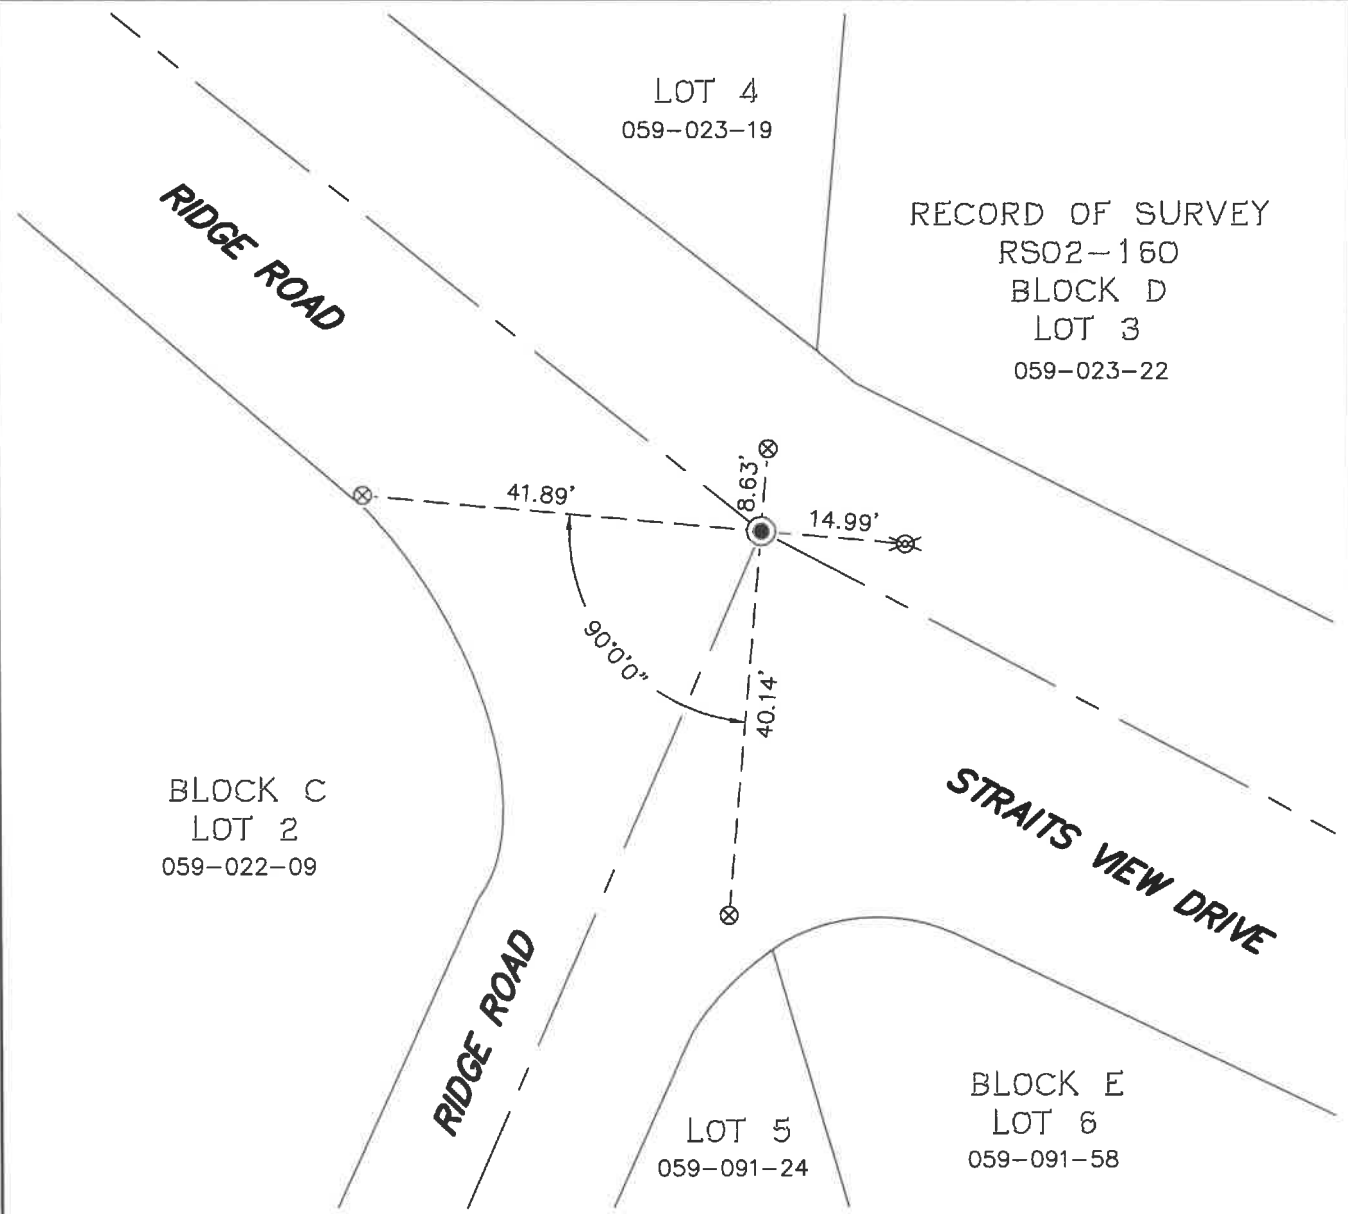 LOT 4
059-023-19
RECORD OF SURVEY
RS02-160
BLOCK D
LOT 3
059-023-22
RIDGE ROAD
8.63'
41.89'
14.99'
90°0'0"
40.14'
BLOCK C
LOT 2
059-022-09
STRAITS VIEW DRIVE
RIDGE ROAD
BLOCK E
LOT 6
059-091-58
LOT 5
059-091-24